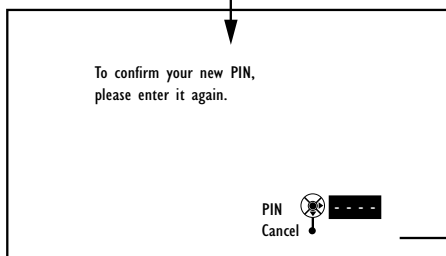 To confirm your new PIN,
please enter it again.
PIN - - - -
Cancel